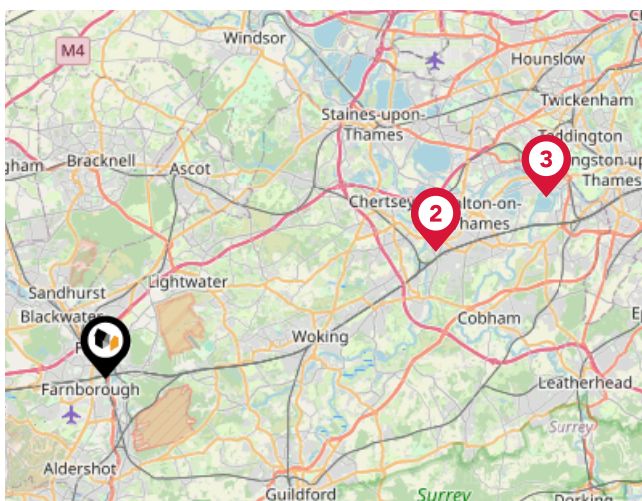 Windsor
M4
Hounslow
Twickenham
Staines-upon-
Thames
Teddington
3
Bracknell
Ascot
Thames
Chertsey
2
Thames
Lightwater
Sandhurst
Blackwater
Cobham
Woking
Farnborough
Leatherhead
Surrey
Aldershot
Guildford
Surrey
Dorking